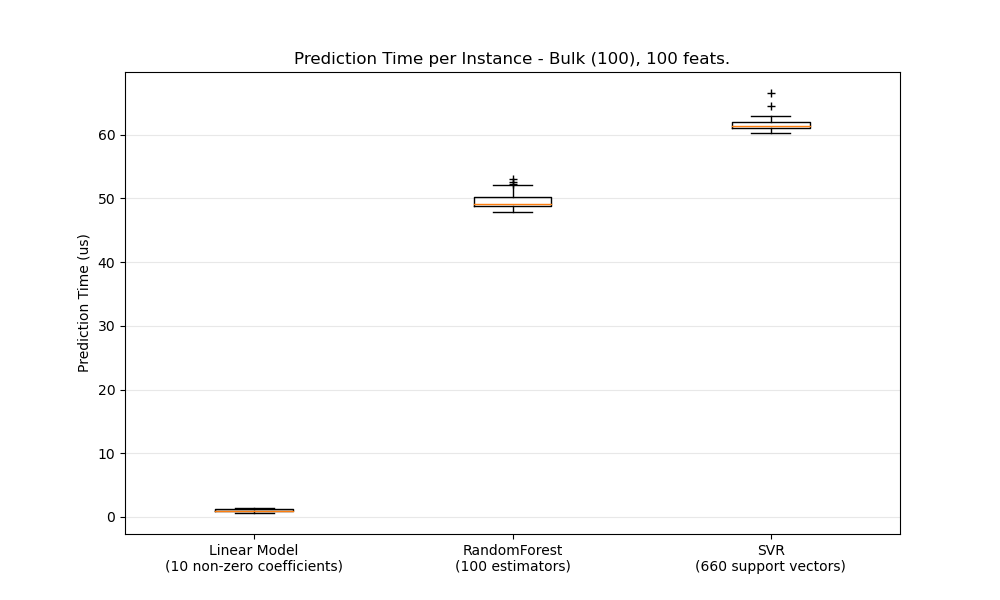 Prediction Time per Instance - Bulk (100), 100 feats.
Prediction Time (us)
60
50
40
30
20
10
0
Linear Model
(10 non-zero coefficients)
RandomForest
(100 estimators)
SVR
(660 support vectors)